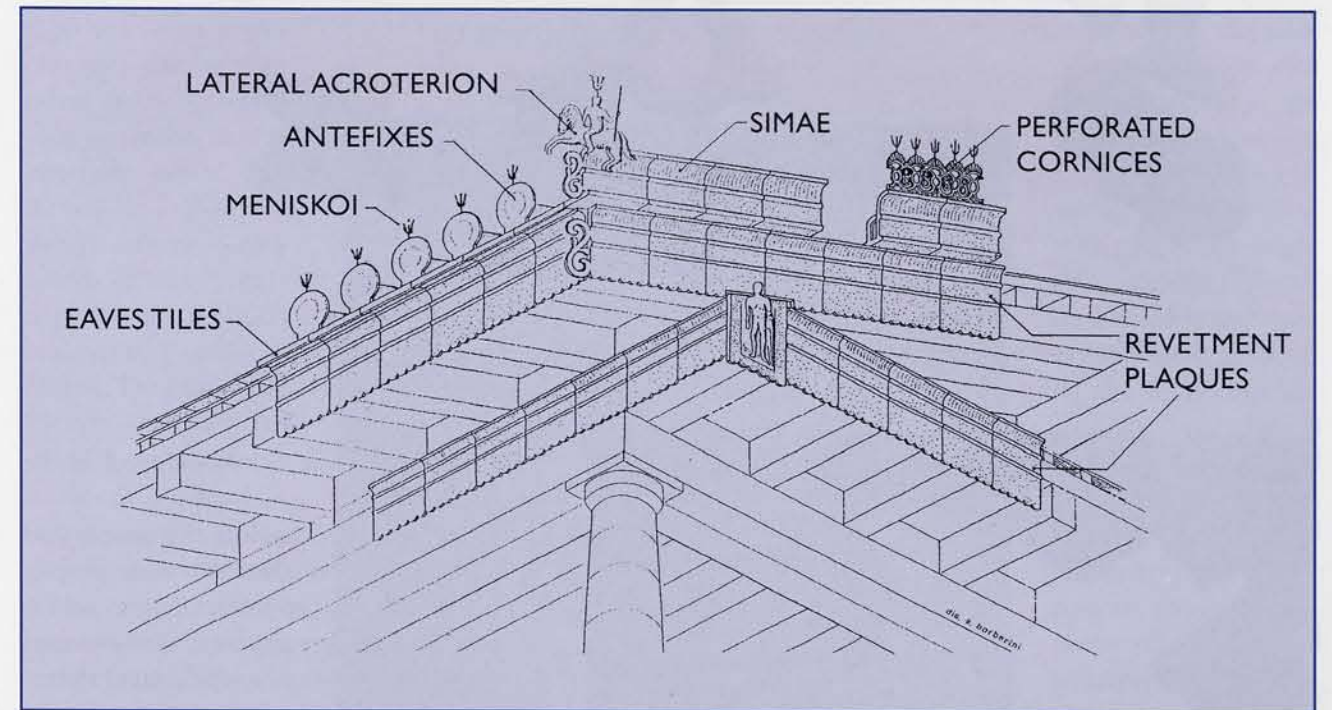 LATERAL ACROTERION
ANTEFIXES
MENISKOI
EAVES TILES
SIMAE
PERFORATED
CORNICES
REVETMENT
PLAQUES
dis. s. barberini